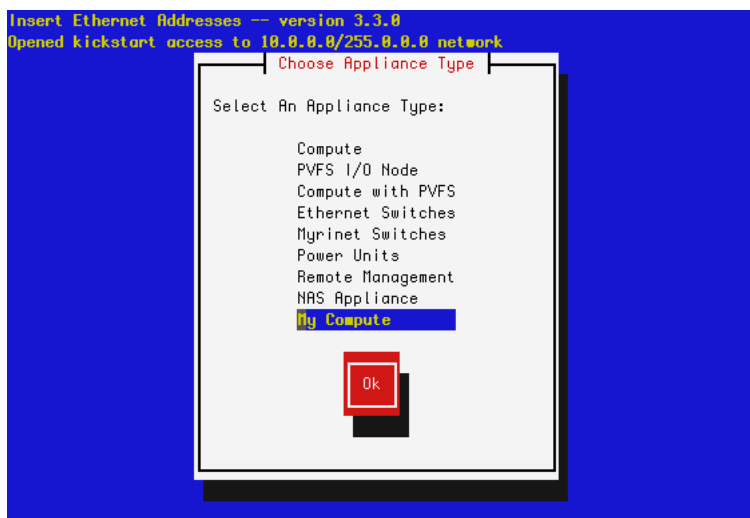 Insert Ethernet Addresses -- version 3.3.0
Opened kickstart access to 10.0.0.0/255.0.0.0 network
Choose Appliance Type
Select An Appliance Type:
Compute
PVFS I/O Node
Compute with PVFS
Ethernet Switches
Myrinet Switches
Power Units
Remote Management
NAS Appliance
My Compute
Ok